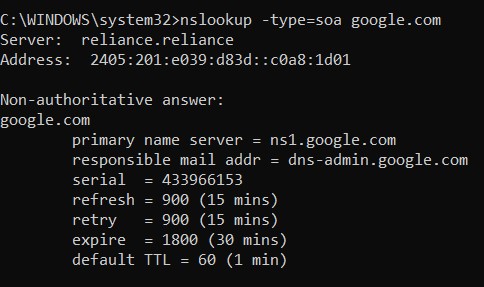 C:\WINDOWS\system32>nslookup -type=soa google.com
Server:  reliance.reliance
Address:  2405:201:e039:d83d::c0a8:1d01

Non-authoritative answer:
google.com
        primary name server = ns1.google.com
        responsible mail addr = dns-admin.google.com
        serial  = 433966153
        refresh = 900 (15 mins)
        retry   = 900 (15 mins)
        expire  = 1800 (30 mins)
        default TTL = 60 (1 min)